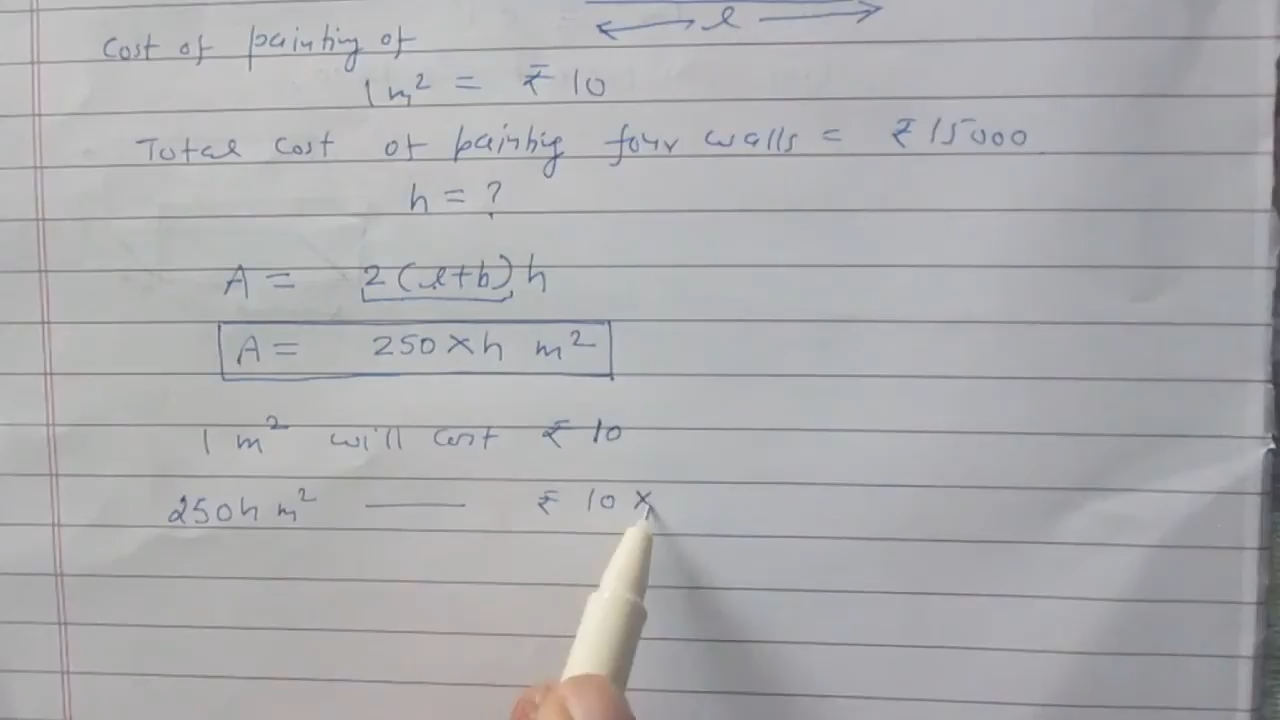 l
Cost of painting of
1 m² = ₹ 10
Total cost of painting four walls = ₹ 15000
h = ?
A = 2(l+b)h
A = 250 × h m²
1 m² will cost ₹ 10
250h m² —— ₹ 10 ×